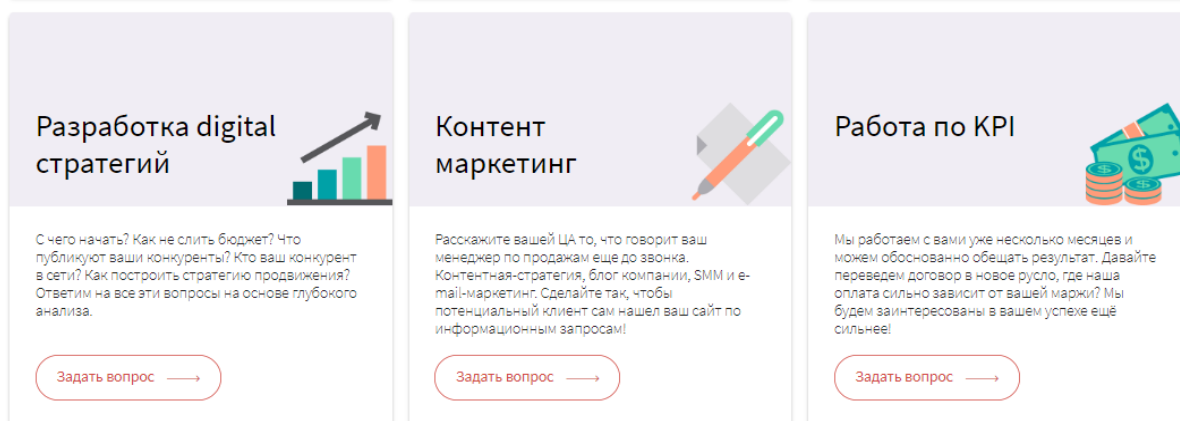 Разработка digital
стратегий
С чего начать? Как не слить бюджет? Что
публикуют ваши конкуренты? Кто ваш конкурент
в сети? Как построить стратегию продвижения?
Ответим на все эти вопросы на основе глубокого
анализа.
Задать вопрос
Контент
маркетинг
Расскажите вашей ЦА то, что говорит ваш
менеджер по продажам еще до звонка.
Контентная-стратегия, блог компании, SMM и e-
mail-маркетинг. Сделайте так, чтобы
потенциальный клиент сам нашел ваш сайт по
информационным запросам!
Задать вопрос
Работа по KPI
Мы работаем с вами уже несколько месяцев и
можем обоснованно обещать результат. Давайте
переведем договор в новое русло, где наша
оплата сильно зависит от вашей маржи? Мы
будем заинтересованы в вашем успехе ещё
сильнее!
Задать вопрос